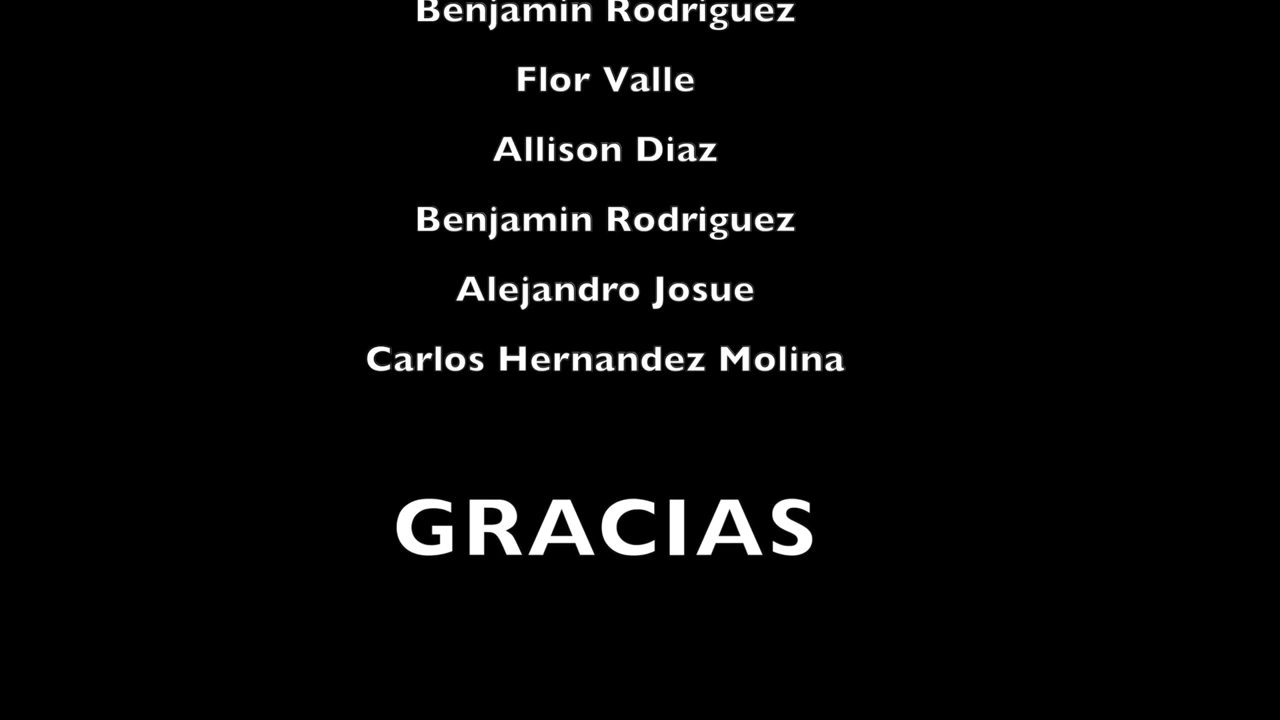 Benjamin Rodriguez
Flor Valle
Allison Diaz
Benjamin Rodriguez
Alejandro Josue
Carlos Hernandez Molina
GRACIAS